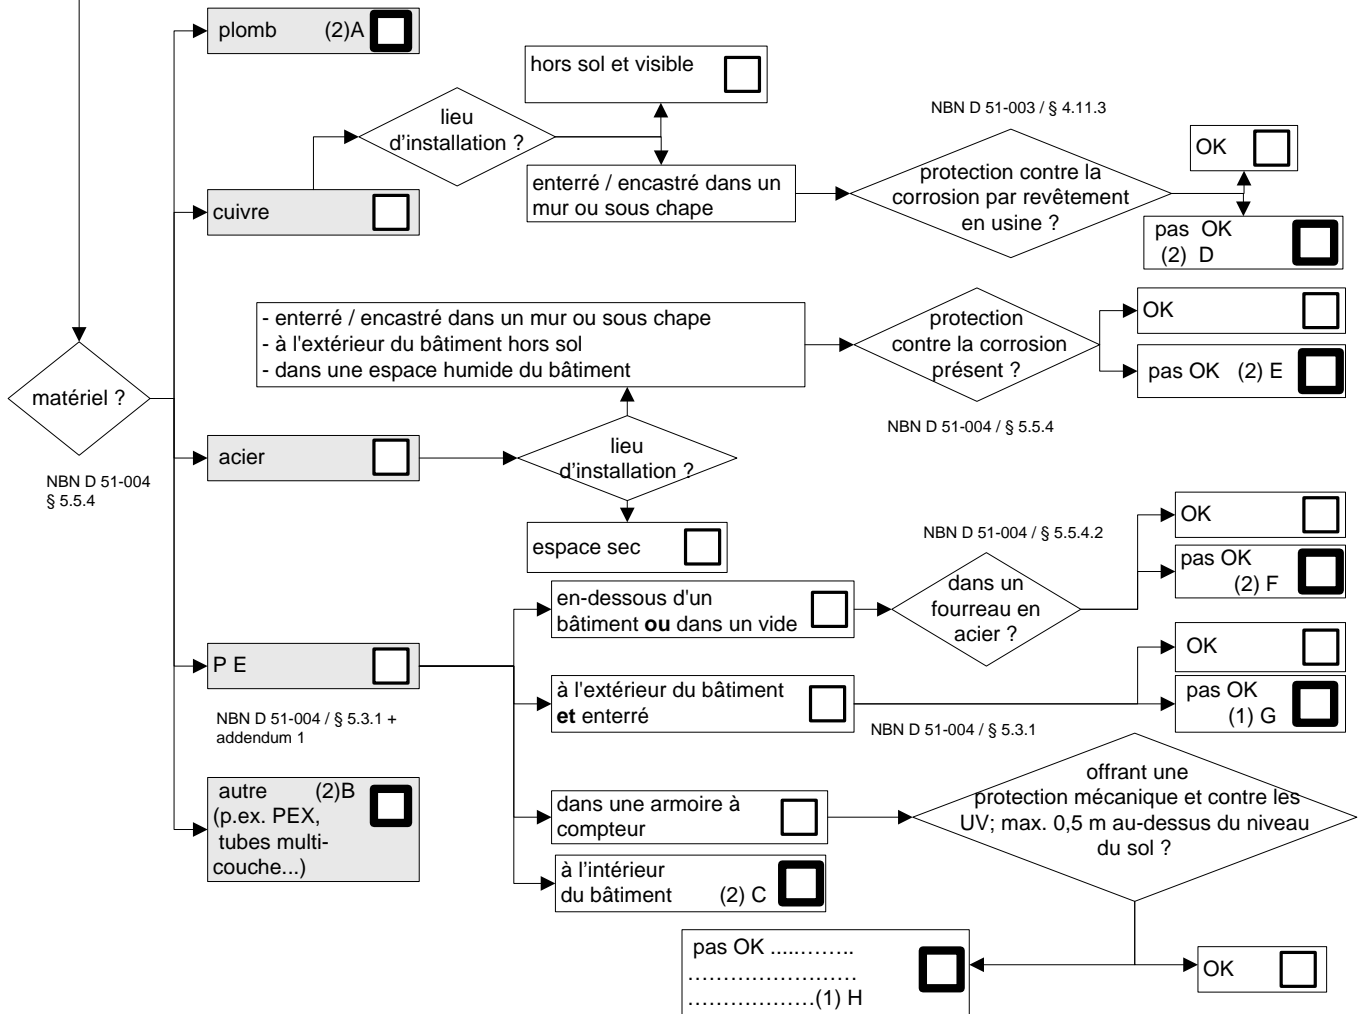 plomb (2)A
hors sol et visible
lieu
d'installation ?
NBN D 51-003 / § 4.11.3
OK
enterré / encastré dans un
mur ou sous chape
protection contre la
corrosion par revêtement
en usine ?
cuivre
pas OK
(2) D
- enterré / encastré dans un mur ou sous chape
- à l'extérieur du bâtiment hors sol
- dans une espace humide du bâtiment
protection
contre la corrosion
présent ?
OK
pas OK (2) E
matériel ?
NBN D 51-004 / § 5.5.4
acier
lieu
d'installation ?
NBN D 51-004
§ 5.5.4
espace sec
NBN D 51-004 / § 5.5.4.2
OK
pas OK
(2) F
en-dessous d'un
bâtiment ou dans un vide
dans un
fourreau en
acier ?
P E
OK
à l'extérieur du bâtiment
et enterré
pas OK
(1) G
NBN D 51-004 / § 5.3.1 +
addendum 1
NBN D 51-004 / § 5.3.1
autre (2)B
(p.ex. PEX,
tubes multi-
couche...)
dans une armoire à
compteur
offrant une
protection mécanique et contre les
UV; max. 0,5 m au-dessus du niveau
du sol ?
à l’intérieur
du bâtiment (2) C
pas OK .....……..
……………………
………………(1) H
OK